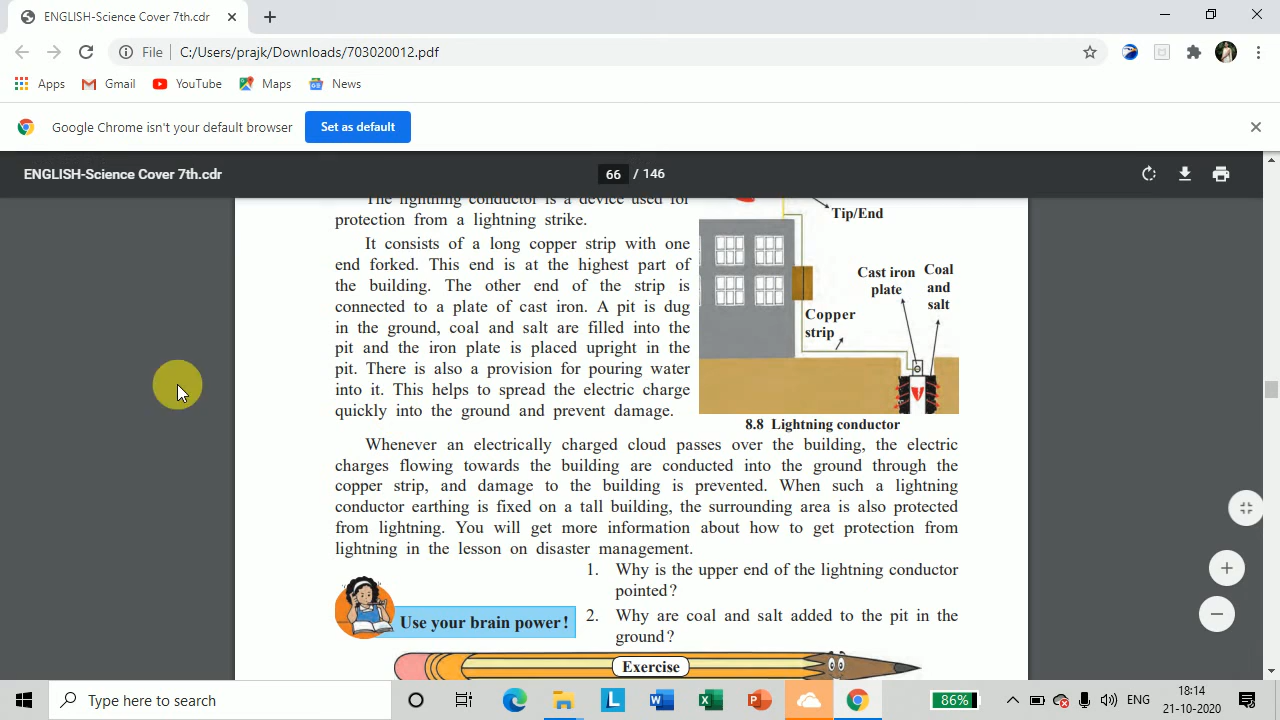 ENGLISH-Science Cover 7th.cdr
File | C:/Users/prajk/Downloads/703020012.pdf
Apps Gmail YouTube Maps News
Google Chrome isn't your default browser Set as default
ENGLISH-Science Cover 7th.cdr 66 / 146
The lightning conductor is a device used for
protection from a lightning strike.
It consists of a long copper strip with one
end forked. This end is at the highest part of
the building. The other end of the strip is
connected to a plate of cast iron. A pit is dug
in the ground, coal and salt are filled into the
pit and the iron plate is placed upright in the
pit. There is also a provision for pouring water
into it. This helps to spread the electric charge
quickly into the ground and prevent damage.
Tip/End
Cast iron
plate
Coal
and
salt
Copper
strip
8.8 Lightning conductor
Whenever an electrically charged cloud passes over the building, the electric
charges flowing towards the building are conducted into the ground through the
copper strip, and damage to the building is prevented. When such a lightning
conductor earthing is fixed on a tall building, the surrounding area is also protected
from lightning. You will get more information about how to get protection from
lightning in the lesson on disaster management.
Use your brain power!
1. Why is the upper end of the lightning conductor
pointed?
2. Why are coal and salt added to the pit in the
ground?
Exercise
Type here to search
86%
ENG
18:14
21-10-2020